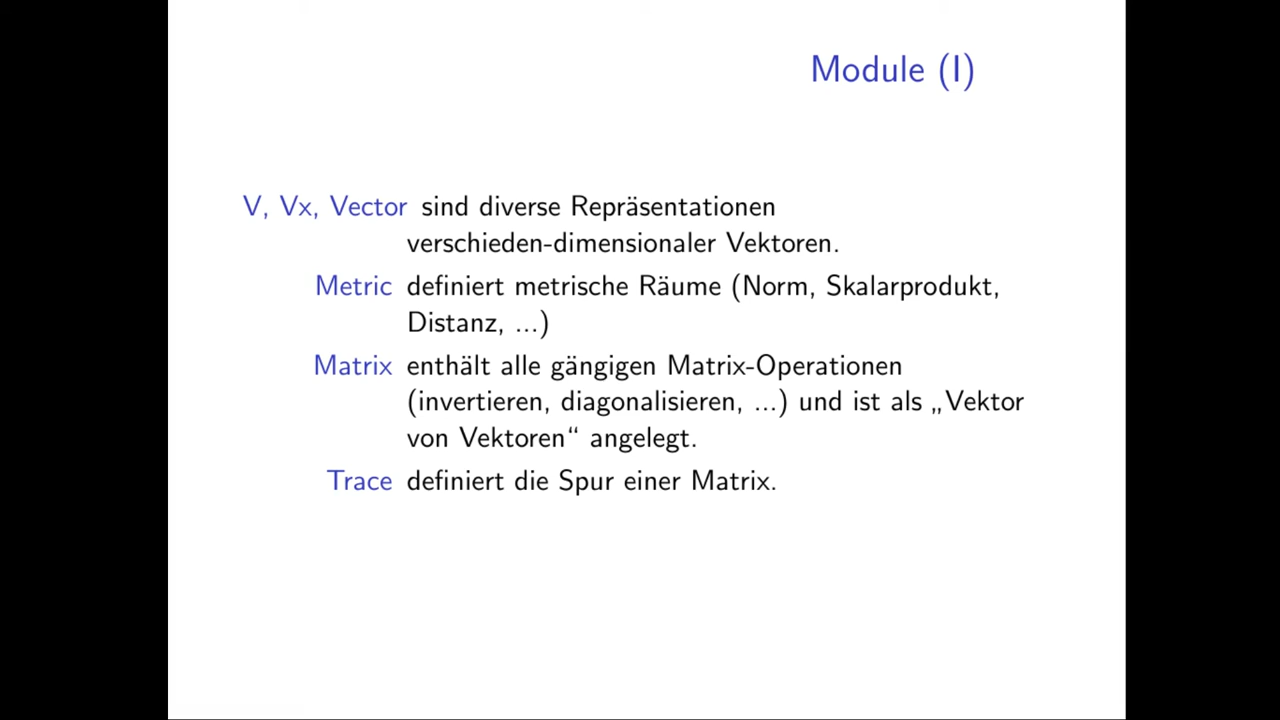 Module (I)
V, Vx, Vector sind diverse Repräsentationen
verschieden-dimensionaler Vektoren.
Metric definiert metrische Räume (Norm, Skalarprodukt,
Distanz, ...)
Matrix enthält alle gängigen Matrix-Operationen
(invertieren, diagonalisieren, ...) und ist als „Vektor
von Vektoren“ angelegt.
Trace definiert die Spur einer Matrix.